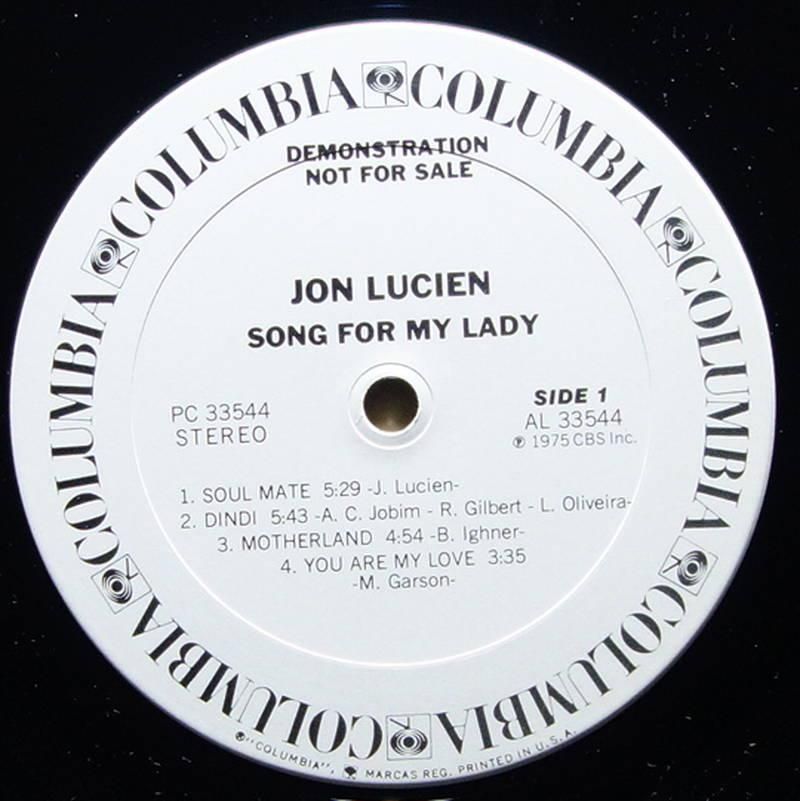 COLUMBIA COLUMBIA COLUMBIA COLUMBIA COLUMBIA COLUMBIA COLUMBIA COLUMBIA
DEMONSTRATION
NOT FOR SALE
JON LUCIEN
SONG FOR MY LADY
PC 33544
STEREO
SIDE 1
AL 33544
℗ 1975 CBS Inc.
1. SOUL MATE 5:29 -J. Lucien-
2. DINDI 5:43 -A. C. Jobim - R. Gilbert - L. Oliveira-
3. MOTHERLAND 4:54 -B. Ighner-
4. YOU ARE MY LOVE 3:35
-M. Garson-
® "COLUMBIA", MARCAS REG. PRINTED IN U.S.A.